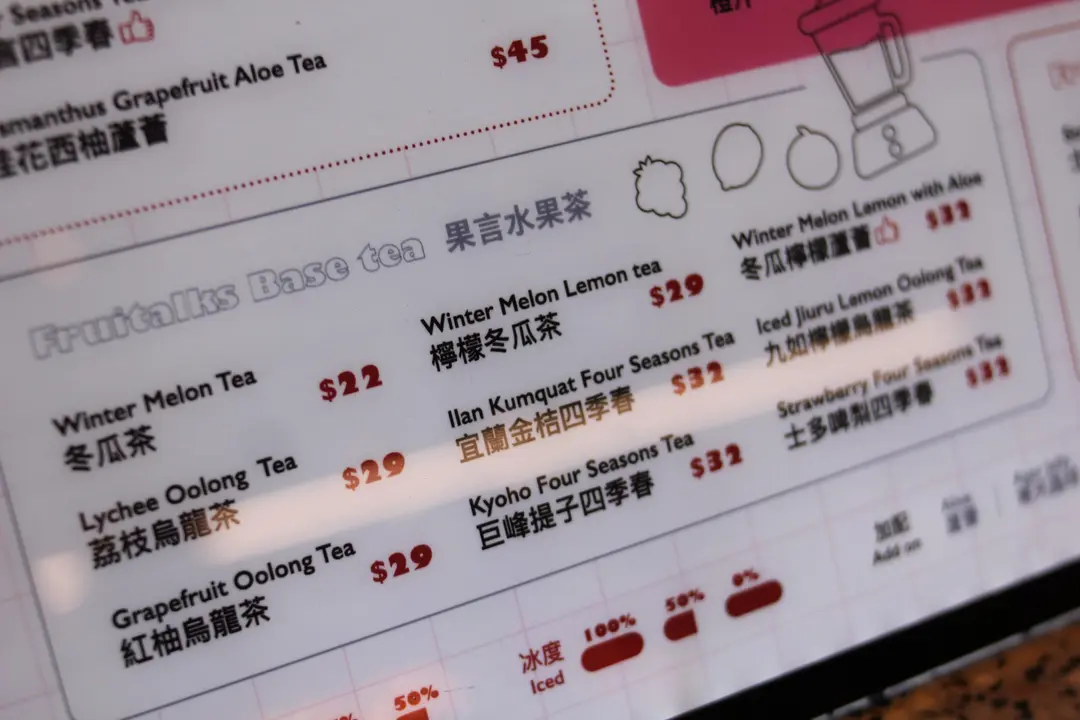 Seasons Tea
四季春
$45
manthus Grapefruit Aloe Tea
桂花西柚蘆薈
Fruitalks Base tea 果言水果茶
Winter Melon Tea $22
冬瓜茶
Lychee Oolong Tea $29
荔枝烏龍茶
Grapefruit Oolong Tea $29
紅柚烏龍茶
Winter Melon Lemon tea $29
檸檬冬瓜茶
Ilan Kumquat Four Seasons Tea $32
宜蘭金桔四季春
Kyoho Four Seasons Tea $32
巨峰提子四季春
Winter Melon Lemon with Aloe
冬瓜檸檬蘆薈 $32
Iced Jiuru Lemon Oolong Tea
九如檸檬烏龍茶 $32
Strawberry Four Seasons Tea
士多啤梨四季春 $32
冰度 100% 50% 0%
Iced
加配
Add on
蘆薈
50%